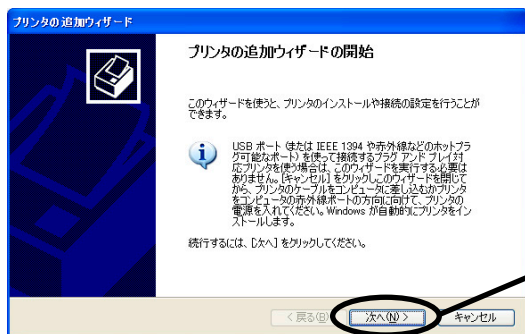 プリンタの追加ウィザード
プリンタの追加ウィザードの開始
このウィザードを使うと、プリンタのインストールや接続の設定を行うことが
できます。
USB ポート (または IEEE 1394 や赤外線などのホットプラ
グ可能なポート) を使って接続するプラグ アンド プレイ対
応プリンタを使う場合は、このウィザードを実行する必要は
ありません。[キャンセル] をクリックしこのウィザードを閉じて
から、プリンタのケーブルをコンピュータに差し込むかプリンタ
をコンピュータの赤外線ポートの方向に向けて、プリンタの
電源を入れてください。Windows が自動的にプリンタをイン
ストールします。
続行するには、[次へ] をクリックしてください。
< 戻る(B) 次へ(N) > キャンセル